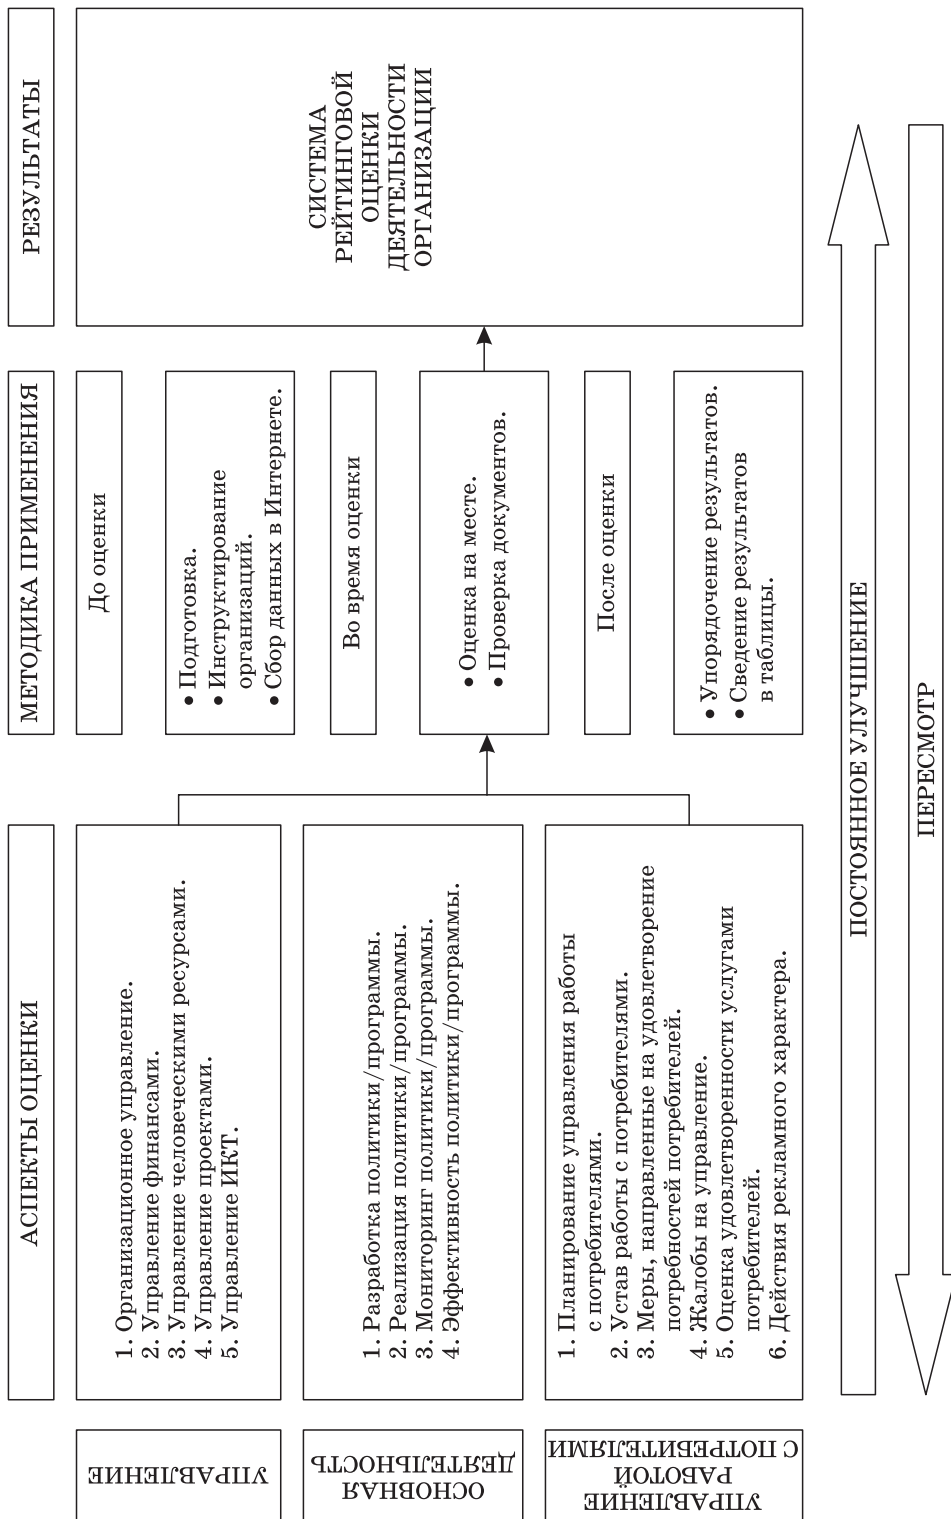 АСПЕКТЫ ОЦЕНКИ
МЕТОДИКА ПРИМЕНЕНИЯ
РЕЗУЛЬТАТЫ
УПРАВЛЕНИЕ
1. Организационное управление.
2. Управление финансами.
3. Управление человеческими ресурсами.
4. Управление проектами.
5. Управление ИКТ.
ОСНОВНАЯ
ДЕЯТЕЛЬНОСТЬ
1. Разработка политики/программы.
2. Реализация политики/программы.
3. Мониторинг политики/программы.
4. Эффективность политики/программы.
УПРАВЛЕНИЕ
РАБОТОЙ
С ПОТРЕБИТЕЛЯМИ
1. Планирование управления работы
с потребителями.
2. Устав работы с потребителями.
3. Меры, направленные на удовлетворение
потребностей потребителей.
4. Жалобы на управление.
5. Оценка удовлетворенности услугами
потребителей.
6. Действия рекламного характера.
До оценки
• Подготовка.
• Инструктирование
организаций.
• Сбор данных в Интернете.
Во время оценки
• Оценка на месте.
• Проверка документов.
После оценки
• Упорядочение результатов.
• Сведение результатов
в таблицы.
СИСТЕМА
РЕЙТИНГОВОЙ
ОЦЕНКИ
ДЕЯТЕЛЬНОСТИ
ОРГАНИЗАЦИИ
ПОСТОЯННОЕ УЛУЧШЕНИЕ
ПЕРЕСМОТР